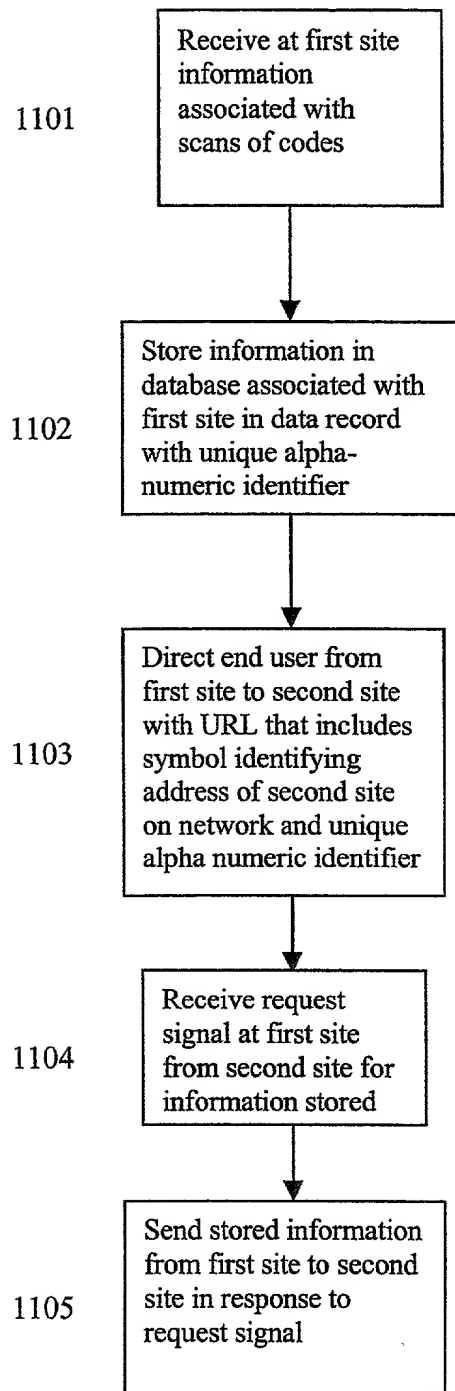 Receive at first site
information
1101
associated with
scans of codes
Store information in
database associated with
1102
first site in data record
with unique alpha-
numeric identifier
Direct end user from
first site to second site
with URL that includes
1103
symbol identifying
address of second site
on network and unique
alpha numeric identifier
Receive request
signal at first site
1104
from second site for
information stored
Send stored information
from first site to second
1105
site in response to
request signal